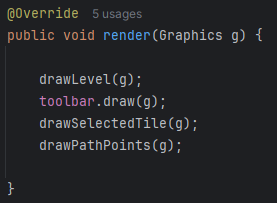 @Override 5 usages
public void render(Graphics g) {
drawLevel(g);
toolbar.draw(g);
drawSelectedTile(g);
drawPathPoints(g);
}